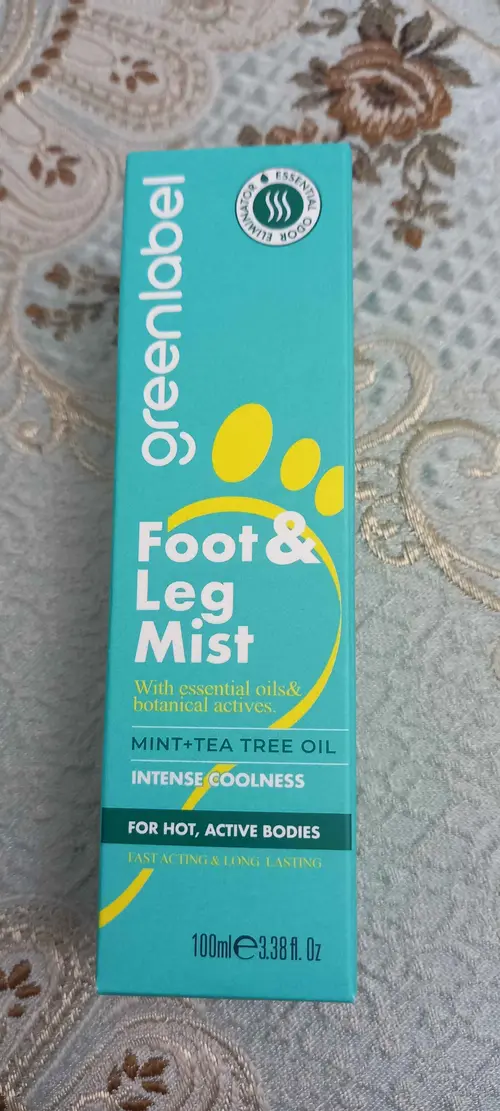 greenlabel
ESSENTIAL ODOR ELIMINATOR
Foot &
Leg
Mist
With essential oils&
botanical actives.
MINT+TEA TREE OIL
INTENSE COOLNESS
FOR HOT, ACTIVE BODIES
FAST ACTING & LONG LASTING
100ml℮3.38 fl. Oz